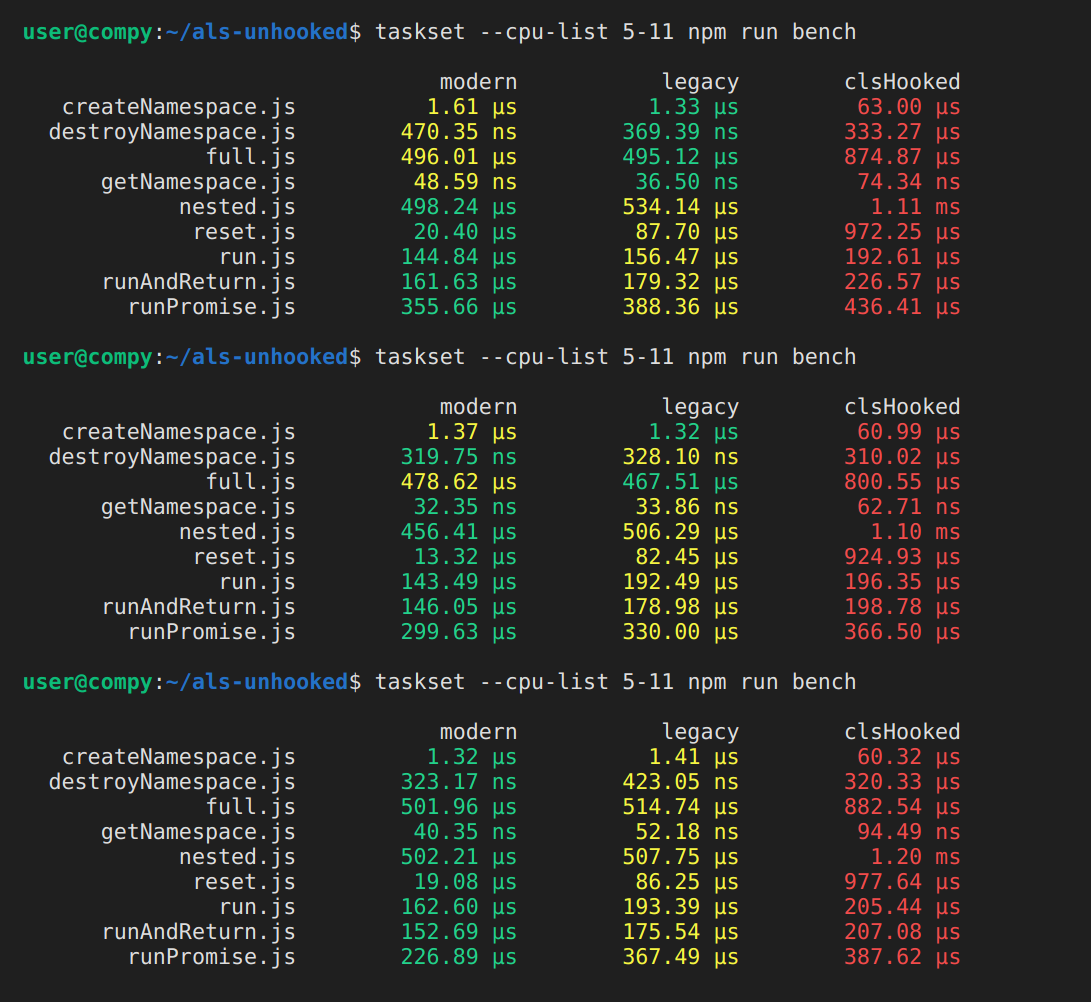 user@compy:~/als-unhooked$ taskset --cpu-list 5-11 npm run bench
modern legacy clsHooked
createNamespace.js 1.61 µs 1.33 µs 63.00 µs
destroyNamespace.js 470.35 ns 369.39 ns 333.27 µs
full.js 496.01 µs 495.12 µs 874.87 µs
getNamespace.js 48.59 ns 36.50 ns 74.34 ns
nested.js 498.24 µs 534.14 µs 1.11 ms
reset.js 20.40 µs 87.70 µs 972.25 µs
run.js 144.84 µs 156.47 µs 192.61 µs
runAndReturn.js 161.63 µs 179.32 µs 226.57 µs
runPromise.js 355.66 µs 388.36 µs 436.41 µs
user@compy:~/als-unhooked$ taskset --cpu-list 5-11 npm run bench
modern legacy clsHooked
createNamespace.js 1.37 µs 1.32 µs 60.99 µs
destroyNamespace.js 319.75 ns 328.10 ns 310.02 µs
full.js 478.62 µs 467.51 µs 800.55 µs
getNamespace.js 32.35 ns 33.86 ns 62.71 ns
nested.js 456.41 µs 506.29 µs 1.10 ms
reset.js 13.32 µs 82.45 µs 924.93 µs
run.js 143.49 µs 192.49 µs 196.35 µs
runAndReturn.js 146.05 µs 178.98 µs 198.78 µs
runPromise.js 299.63 µs 330.00 µs 366.50 µs
user@compy:~/als-unhooked$ taskset --cpu-list 5-11 npm run bench
modern legacy clsHooked
createNamespace.js 1.32 µs 1.41 µs 60.32 µs
destroyNamespace.js 323.17 ns 423.05 ns 320.33 µs
full.js 501.96 µs 514.74 µs 882.54 µs
getNamespace.js 40.35 ns 52.18 ns 94.49 ns
nested.js 502.21 µs 507.75 µs 1.20 ms
reset.js 19.08 µs 86.25 µs 977.64 µs
run.js 162.60 µs 193.39 µs 205.44 µs
runAndReturn.js 152.69 µs 175.54 µs 207.08 µs
runPromise.js 226.89 µs 367.49 µs 387.62 µs